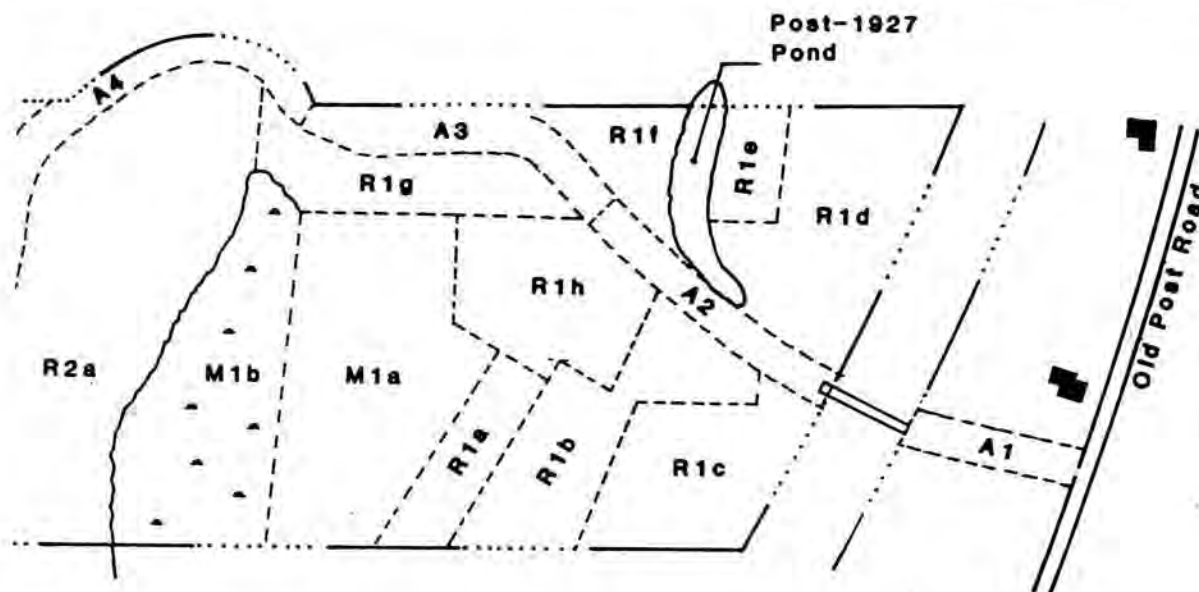 Post-1927
Pond
A4
A3
R1f
R1e
R1g
R1d
R1h
A2
Old Post Road
R2a
M1b
M1a
R1a
R1b
R1c
A1